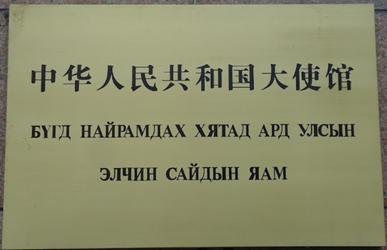 中华人民共和国大使馆
БҮГД НАЙРАМДАХ ХЯТАД АРД УЛСЫН
ЭЛЧИН САЙДЫН ЯАМ